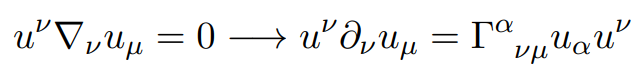 u^ν ∇_ν u_μ = 0 ⟶ u^ν ∂_ν u_μ = Γ^α_{νμ} u_α u^ν